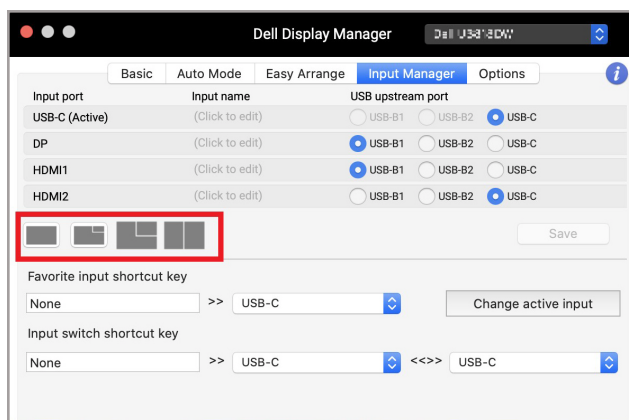 Dell Display Manager
Basic Auto Mode Easy Arrange Input Manager Options i
Input port Input name USB upstream port
USB-C (Active) (Click to edit) USB-B1 USB-B2 USB-C
DP (Click to edit) USB-B1 USB-B2 USB-C
HDMI1 (Click to edit) USB-B1 USB-B2 USB-C
HDMI2 (Click to edit) USB-B1 USB-B2 USB-C
Save
Favorite input shortcut key
None >> USB-C Change active input
Input switch shortcut key
None >> USB-C <<>> USB-C